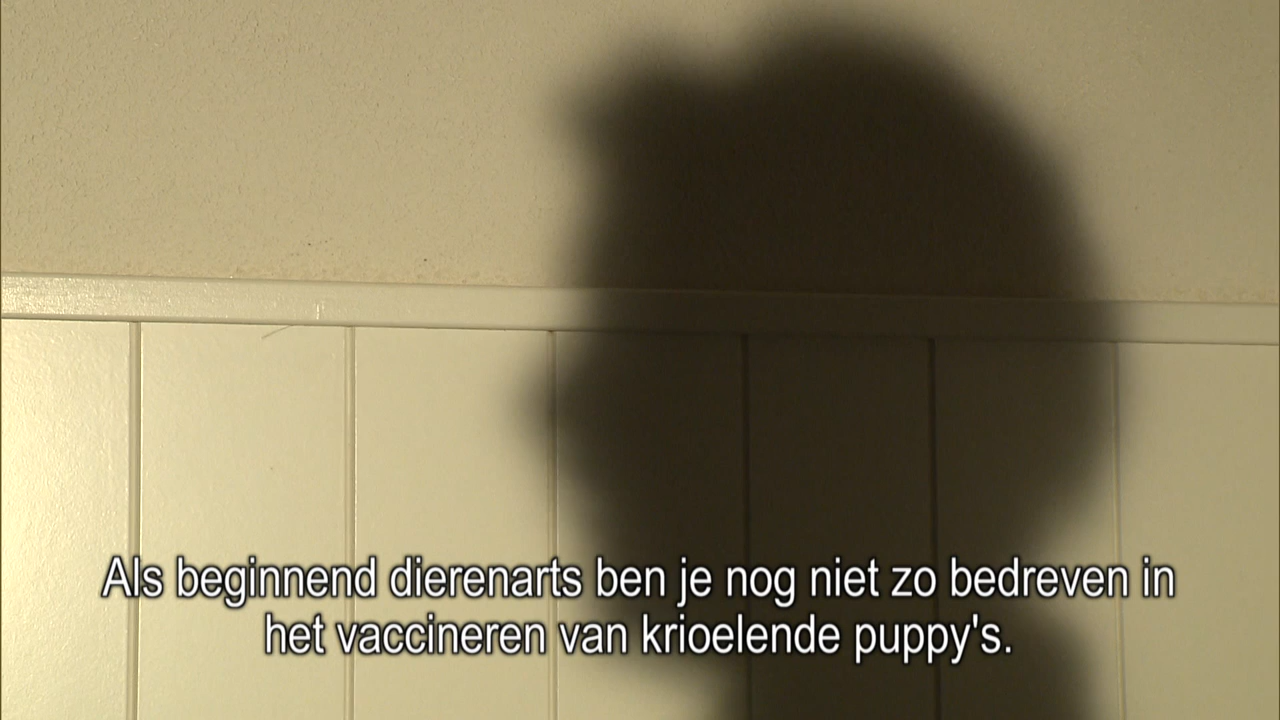 Als beginnend dierenarts ben je nog niet zo bedreven in
het vaccineren van krioelende puppy's.